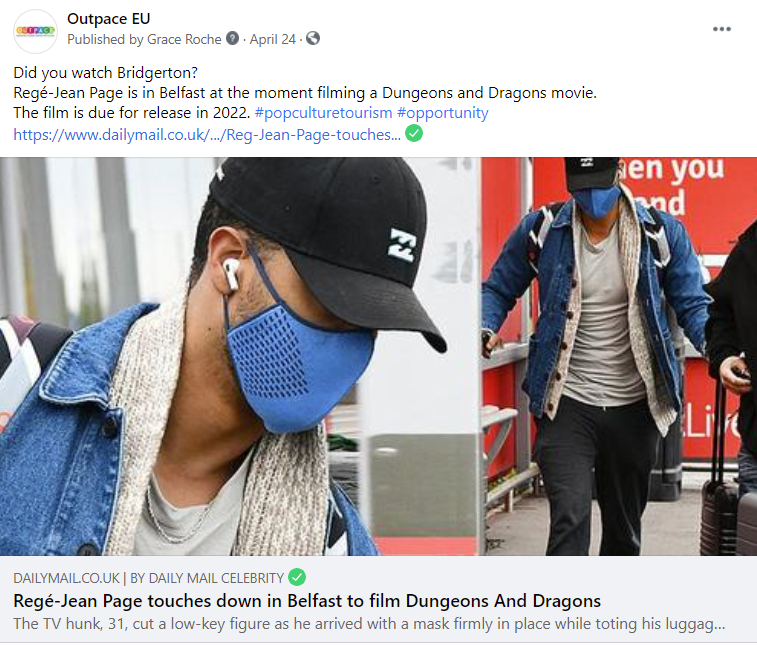 OUTPACE
Outpace EU
Published by Grace Roche ? · April 24 ·
Did you watch Bridgerton?
Regé-Jean Page is in Belfast at the moment filming a Dungeons and Dragons movie.
The film is due for release in 2022. #popculturetourism #opportunity
https://www.dailymail.co.uk/.../Reg-Jean-Page-touches...
en you
and
Live
DAILYMAIL.CO.UK | BY DAILY MAIL CELEBRITY
Regé-Jean Page touches down in Belfast to film Dungeons And Dragons
The TV hunk, 31, cut a low-key figure as he arrived with a mask firmly in place while toting his luggag...